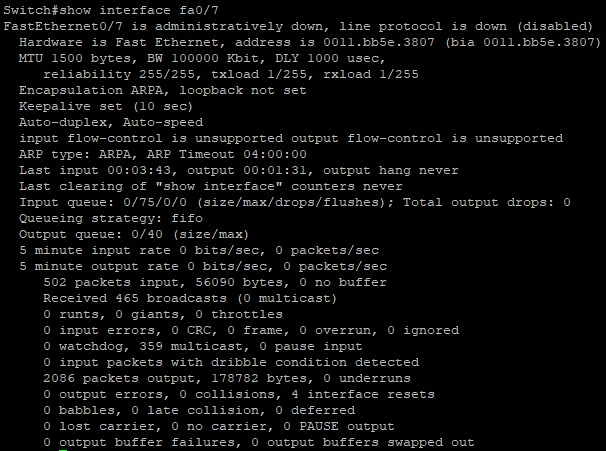 Switch#show interface fa0/7
FastEthernet0/7 is administratively down, line protocol is down (disabled)
Hardware is Fast Ethernet, address is 0011.bb5e.3807 (bia 0011.bb5e.3807)
MTU 1500 bytes, BW 100000 Kbit, DLY 1000 usec,
reliability 255/255, txload 1/255, rxload 1/255
Encapsulation ARPA, loopback not set
Keepalive set (10 sec)
Auto-duplex, Auto-speed
input flow-control is unsupported output flow-control is unsupported
ARP type: ARPA, ARP Timeout 04:00:00
Last input 00:03:43, output 00:01:31, output hang never
Last clearing of "show interface" counters never
Input queue: 0/75/0/0 (size/max/drops/flushes); Total output drops: 0
Queueing strategy: fifo
Output queue: 0/40 (size/max)
5 minute input rate 0 bits/sec, 0 packets/sec
5 minute output rate 0 bits/sec, 0 packets/sec
502 packets input, 56090 bytes, 0 no buffer
Received 465 broadcasts (0 multicast)
0 runts, 0 giants, 0 throttles
0 input errors, 0 CRC, 0 frame, 0 overrun, 0 ignored
0 watchdog, 359 multicast, 0 pause input
0 input packets with dribble condition detected
2086 packets output, 178782 bytes, 0 underruns
0 output errors, 0 collisions, 4 interface resets
0 babbles, 0 late collision, 0 deferred
0 lost carrier, 0 no carrier, 0 PAUSE output
0 output buffer failures, 0 output buffers swapped out